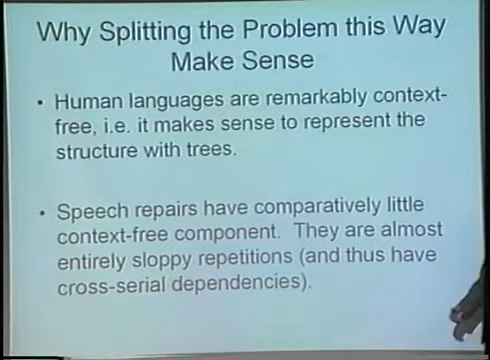 Why Splitting the Problem this Way
Make Sense
• Human languages are remarkably context-
free, i.e. it makes sense to represent the
structure with trees.
• Speech repairs have comparatively little
context-free component. They are almost
entirely sloppy repetitions (and thus have
cross-serial dependencies).